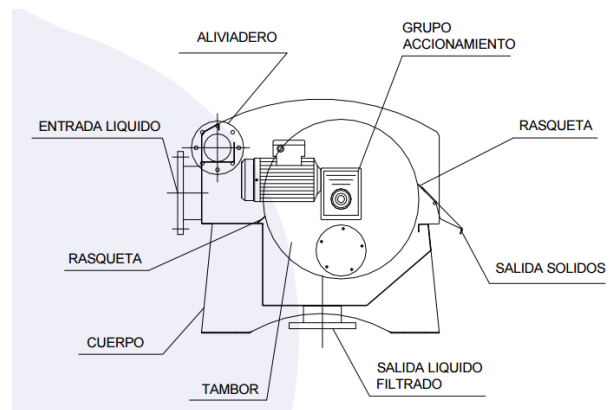 ALIVIADERO
GRUPO
ACCIONAMIENTO
ENTRADA LIQUIDO
RASQUETA
RASQUETA
SALIDA SOLIDOS
CUERPO
SALIDA LIQUIDO
FILTRADO
TAMBOR